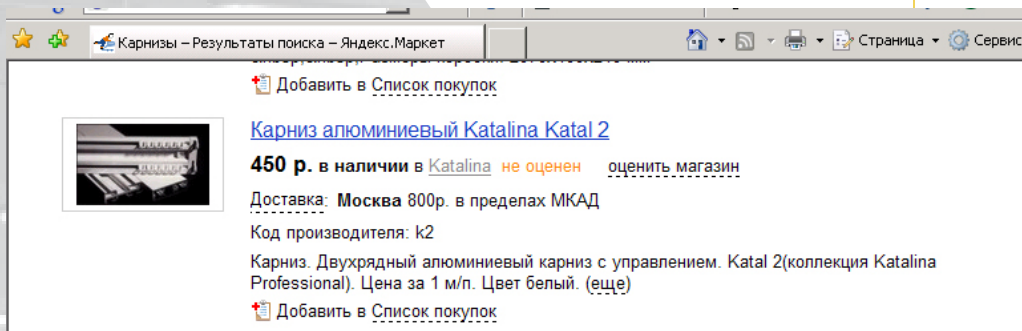 Карнизы – Результаты поиска – Яндекс.Маркет
Страница
Сервис
Добавить в Список покупок
Карниз алюминиевый Katalina Katal 2
450 р. в наличии в Katalina не оценен оценить магазин
Доставка: Москва 800р. в пределах МКАД
Код производителя: k2
Карниз. Двухрядный алюминиевый карниз с управлением. Katal 2(коллекция Katalina
Professional). Цена за 1 м/п. Цвет белый. (еще)
Добавить в Список покупок